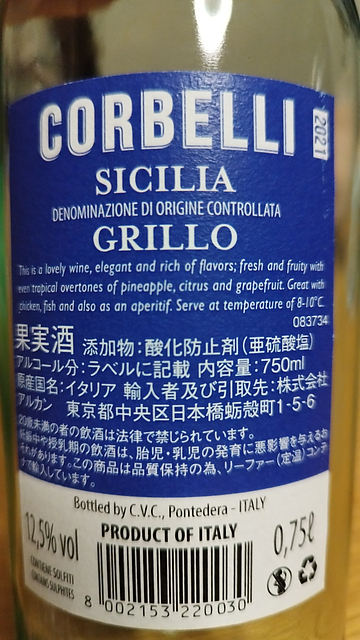 CORBELLI
2021
SICILIA
DENOMINAZIONE DI ORIGINE CONTROLLATA
GRILLO
This is a lovely wine, elegant and rich of flavors; fresh and fruity with
even tropical overtones of pineapple, citrus and grapefruit. Great with
chicken, fish and also as an aperitif. Serve at temperature of 8-10°C.
083734
果実酒 添加物：酸化防止剤（亜硫酸塩）
アルコール分：ラベルに記載 内容量：750ml
原産国名：イタリア 輸入者及び引取先：株式会社
アルカン 東京都中央区日本橋蛎殻町1-5-6
20歳未満の者の飲酒は法律で禁じられています。
妊娠中や授乳期の飲酒は、胎児・乳児の発育に悪影響を与えるお
それがあります。この商品は品質保持の為、リーファー（定温）コンテ
ナで輸入しています。
Bottled by C.V.C., Pontedera - ITALY
12,5% vol
PRODUCT OF ITALY
0,75ℓ
CONTIENE SOLFITI
CONTAINS SULPHITES
8 002153 220030